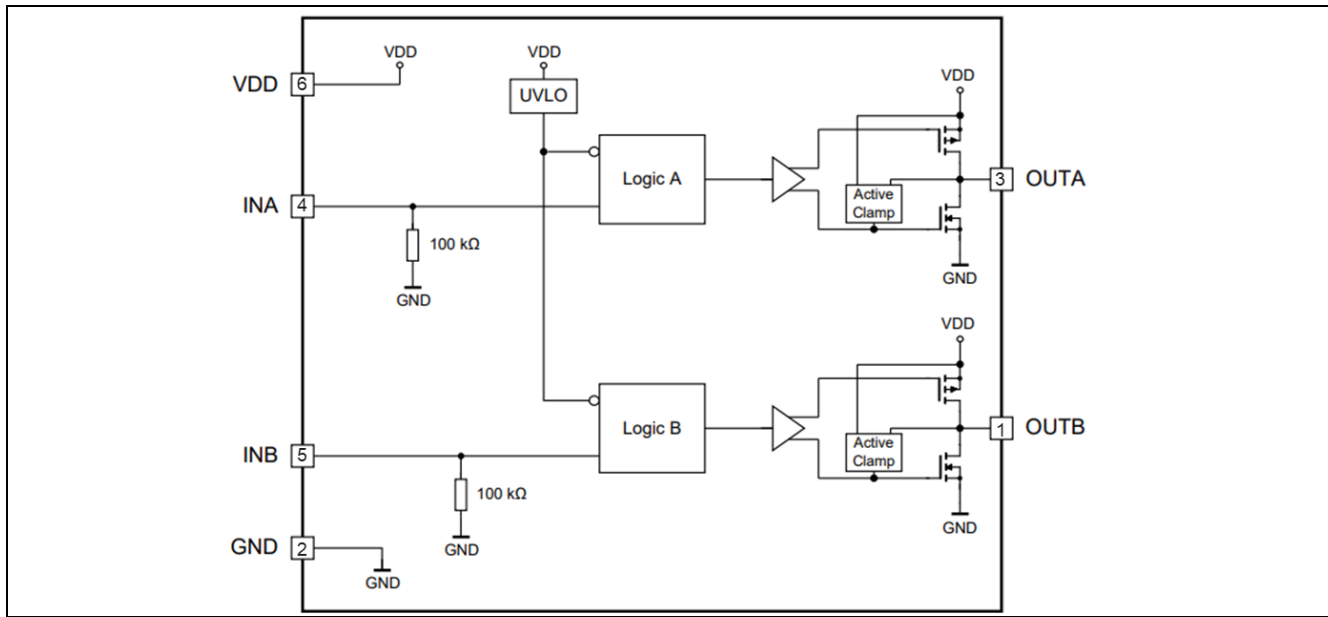 VDD
6
VDD
VDD
UVLO
VDD
Logic A
INA
4
100 kΩ
GND
Active
Clamp
3
OUTA
GND
VDD
Logic B
INB
5
100 kΩ
GND
Active
Clamp
1
OUTB
GND
GND
2
GND